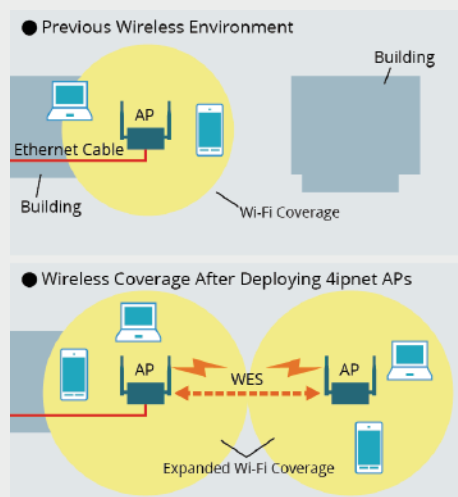 ● Previous Wireless Environment
Building
AP
Ethernet Cable
Building
Wi-Fi Coverage
● Wireless Coverage After Deploying 4ipnet APs
AP
WES
AP
Expanded Wi-Fi Coverage